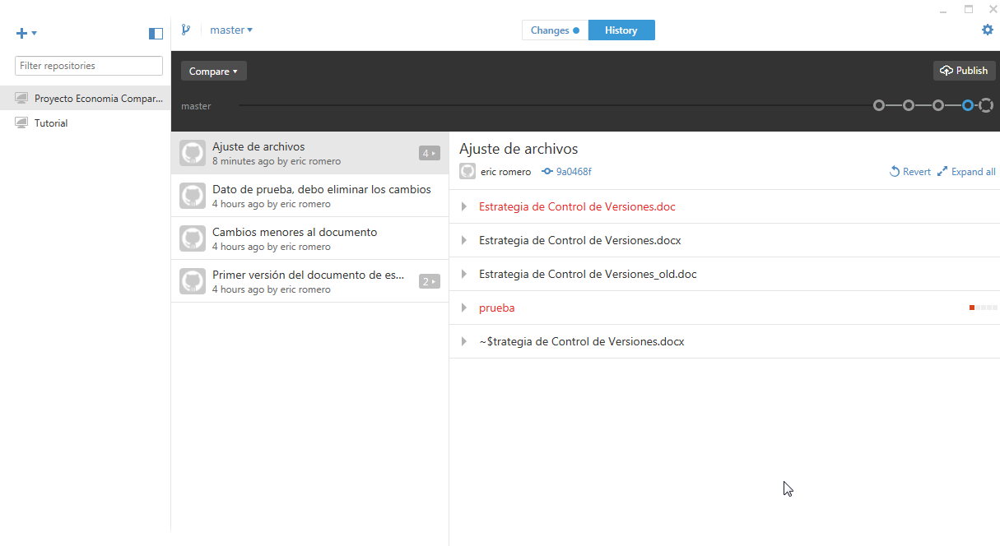 master
Changes
History
Filter repositories
Compare
Publish
Proyecto Economia Compar...
master
Tutorial
Ajuste de archivos
8 minutes ago by eric romero
4
Dato de prueba, debo eliminar los cambios
4 hours ago by eric romero
Cambios menores al documento
4 hours ago by eric romero
Primer versión del documento de es...
4 hours ago by eric romero
2
Ajuste de archivos
eric romero
9a0468f
Revert
Expand all
Estrategia de Control de Versiones.doc
Estrategia de Control de Versiones.docx
Estrategia de Control de Versiones_old.doc
prueba
~$trategia de Control de Versiones.docx